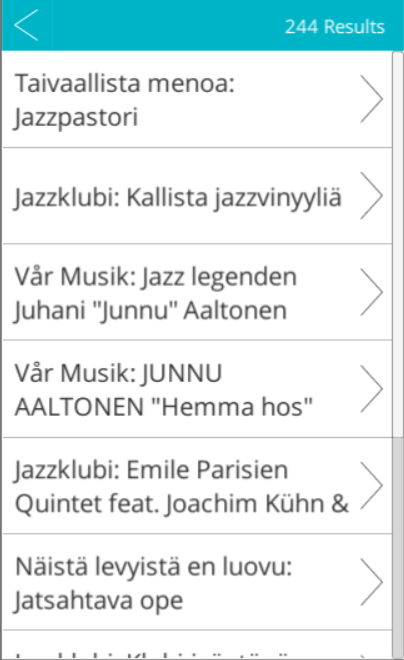 244 Results
Taivaallista menoa:
Jazzpastori
Jazzklubi: Kallista jazzvinyyliä
Vår Musik: Jazz legenden
Juhani "Junnu" Aaltonen
Vår Musik: JUNNU
AALTONEN "Hemma hos"
Jazzklubi: Emile Parisien
Quintet feat. Joachim Kühn &
Näistä levyistä en luovu:
Jatsahtava ope